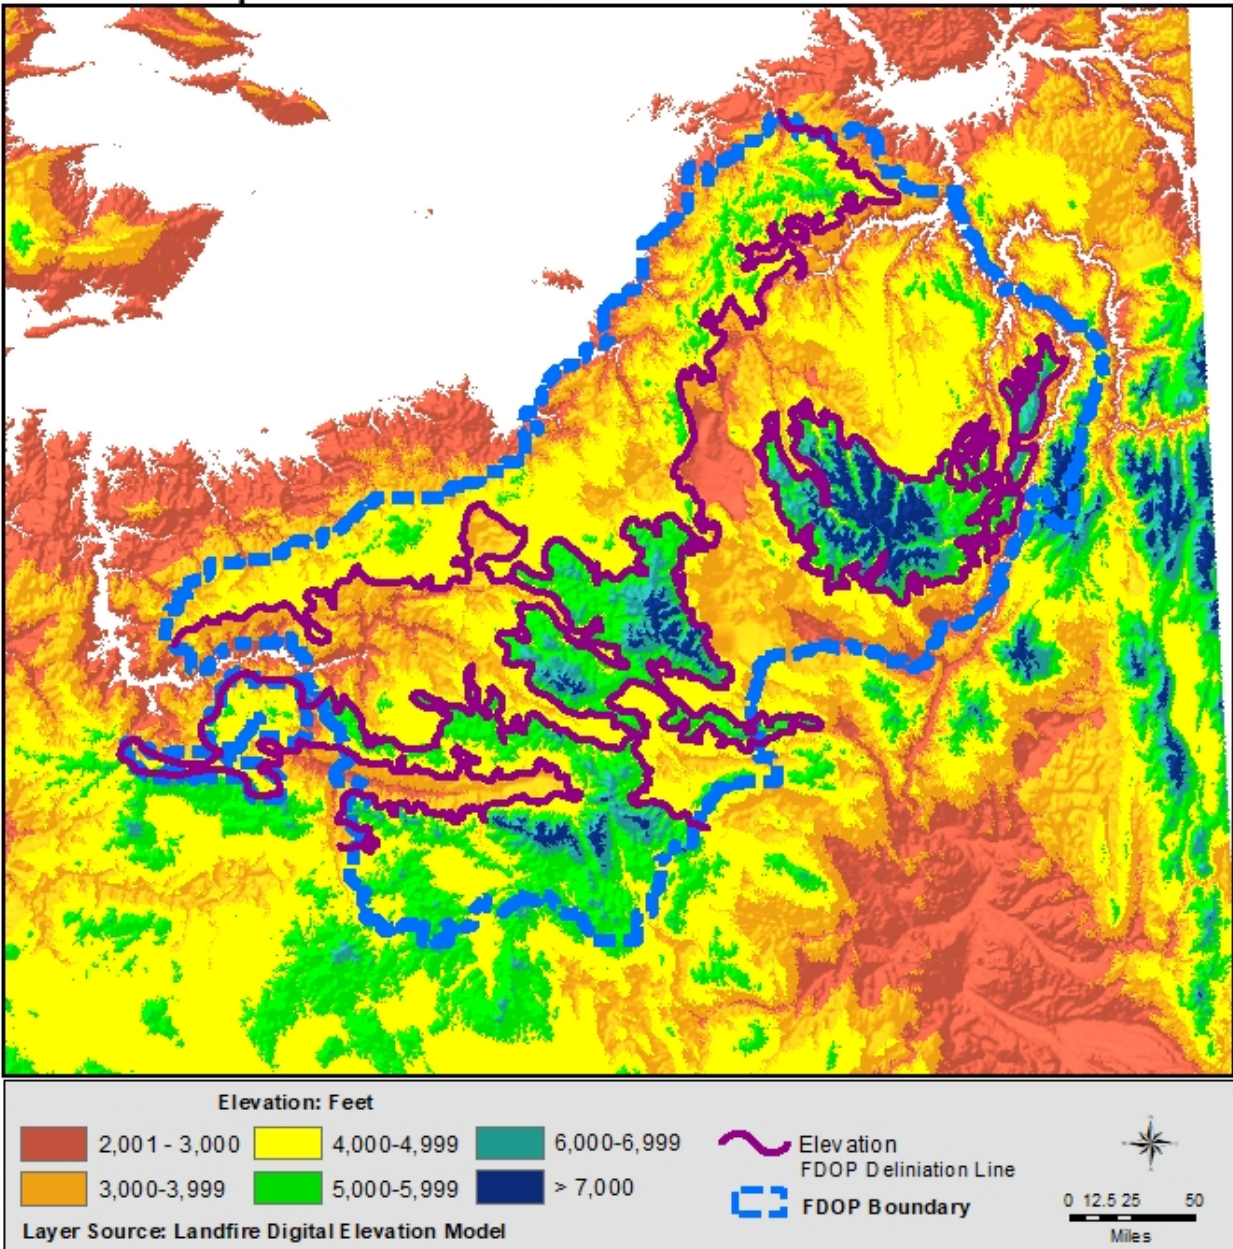 Elevation: Feet
2,001 - 3,000
4,000-4,999
6,000-6,999
3,000-3,999
5,000-5,999
> 7,000
Layer Source: Landfire Digital Elevation Model
Elevation
FDOP Deliniation Line
FDOP Boundary
0 12.5 25 50
Miles